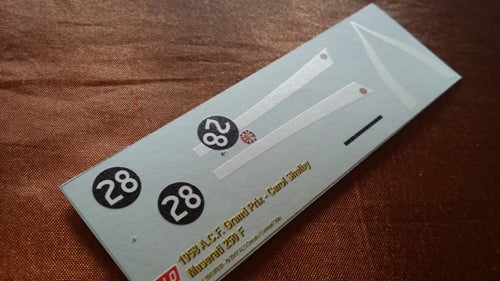 28
28
28
1958 A.C.F. Grand Prix - Carol Shelby
Maserati 250 F